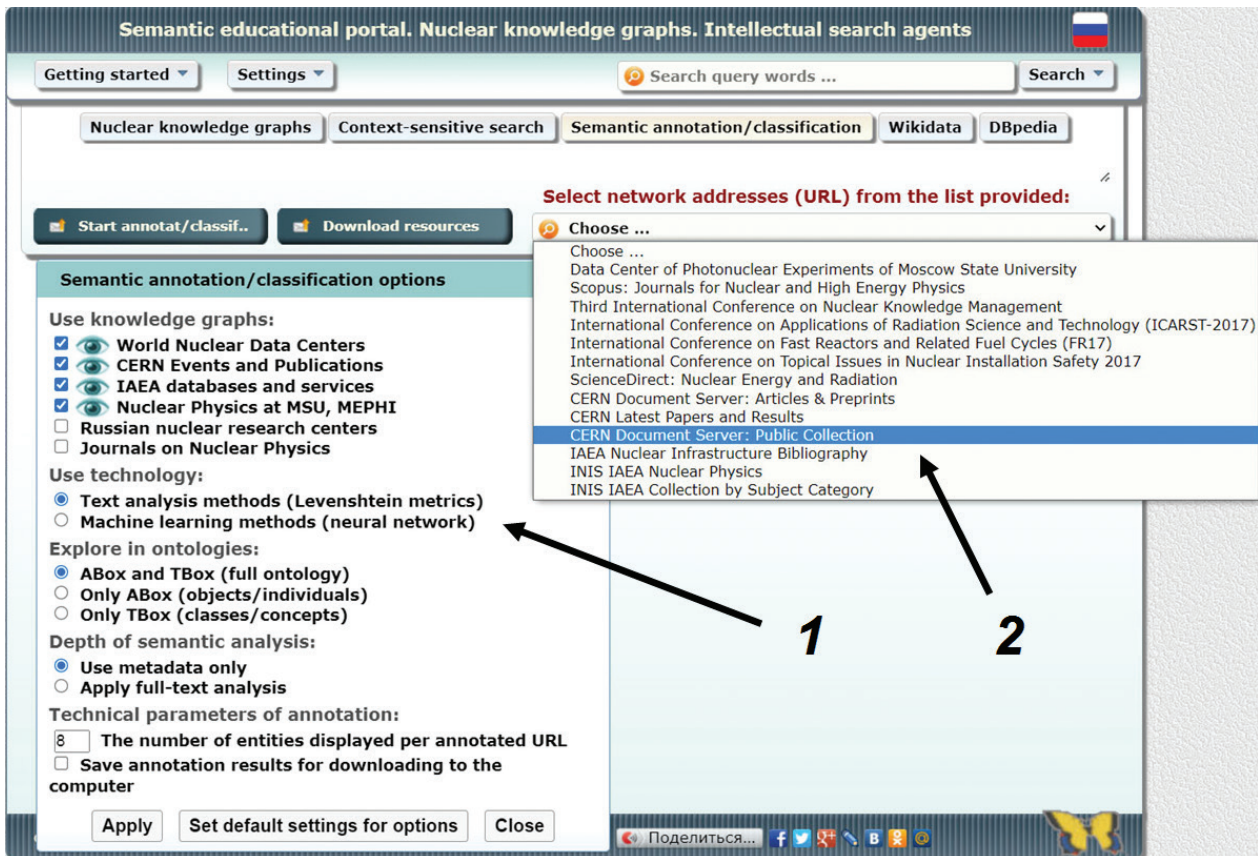 Semantic educational portal. Nuclear knowledge graphs. Intellectual search agents
Getting started
Settings
Search query words ...
Search
Nuclear knowledge graphs
Context-sensitive search
Semantic annotation/classification
Wikidata
DBpedia
Select network addresses (URL) from the list provided:
Start annotat/classif..
Download resources
Choose ...
Choose ...
Data Center of Photonuclear Experiments of Moscow State University
Scopus: Journals for Nuclear and High Energy Physics
Third International Conference on Nuclear Knowledge Management
International Conference on Applications of Radiation Science and Technology (ICARST-2017)
International Conference on Fast Reactors and Related Fuel Cycles (FR17)
International Conference on Topical Issues in Nuclear Installation Safety 2017
ScienceDirect: Nuclear Energy and Radiation
CERN Document Server: Articles & Preprints
CERN Latest Papers and Results
CERN Document Server: Public Collection
IAEA Nuclear Infrastructure Bibliography
INIS IAEA Nuclear Physics
INIS IAEA Collection by Subject Category
Semantic annotation/classification options
Use knowledge graphs:
World Nuclear Data Centers
CERN Events and Publications
IAEA databases and services
Nuclear Physics at MSU, MEPHI
Russian nuclear research centers
Journals on Nuclear Physics
Use technology:
Text analysis methods (Levenshtein metrics)
Machine learning methods (neural network)
Explore in ontologies:
ABox and TBox (full ontology)
Only ABox (objects/individuals)
Only TBox (classes/concepts)
Depth of semantic analysis:
Use metadata only
Apply full-text analysis
Technical parameters of annotation:
8 The number of entities displayed per annotated URL
Save annotation results for downloading to the
computer
Apply
Set default settings for options
Close
1
2
Поделиться...